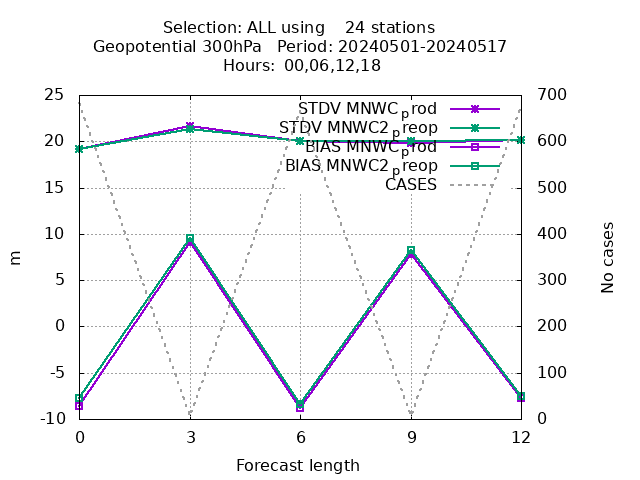 Selection: ALL using    24 stations
Geopotential 300hPa   Period: 20240501-20240517
Hours: 00,06,12,18
25 700
STDV MNWC_prod
STDV MNWC2_preop
20 600
BIAS MNWC_prod
BIAS MNWC2_preop
15 500
CASES
10 400
m
No cases
5 300
0 200
-5 100
-10 0
0 3 6 9 12
Forecast length